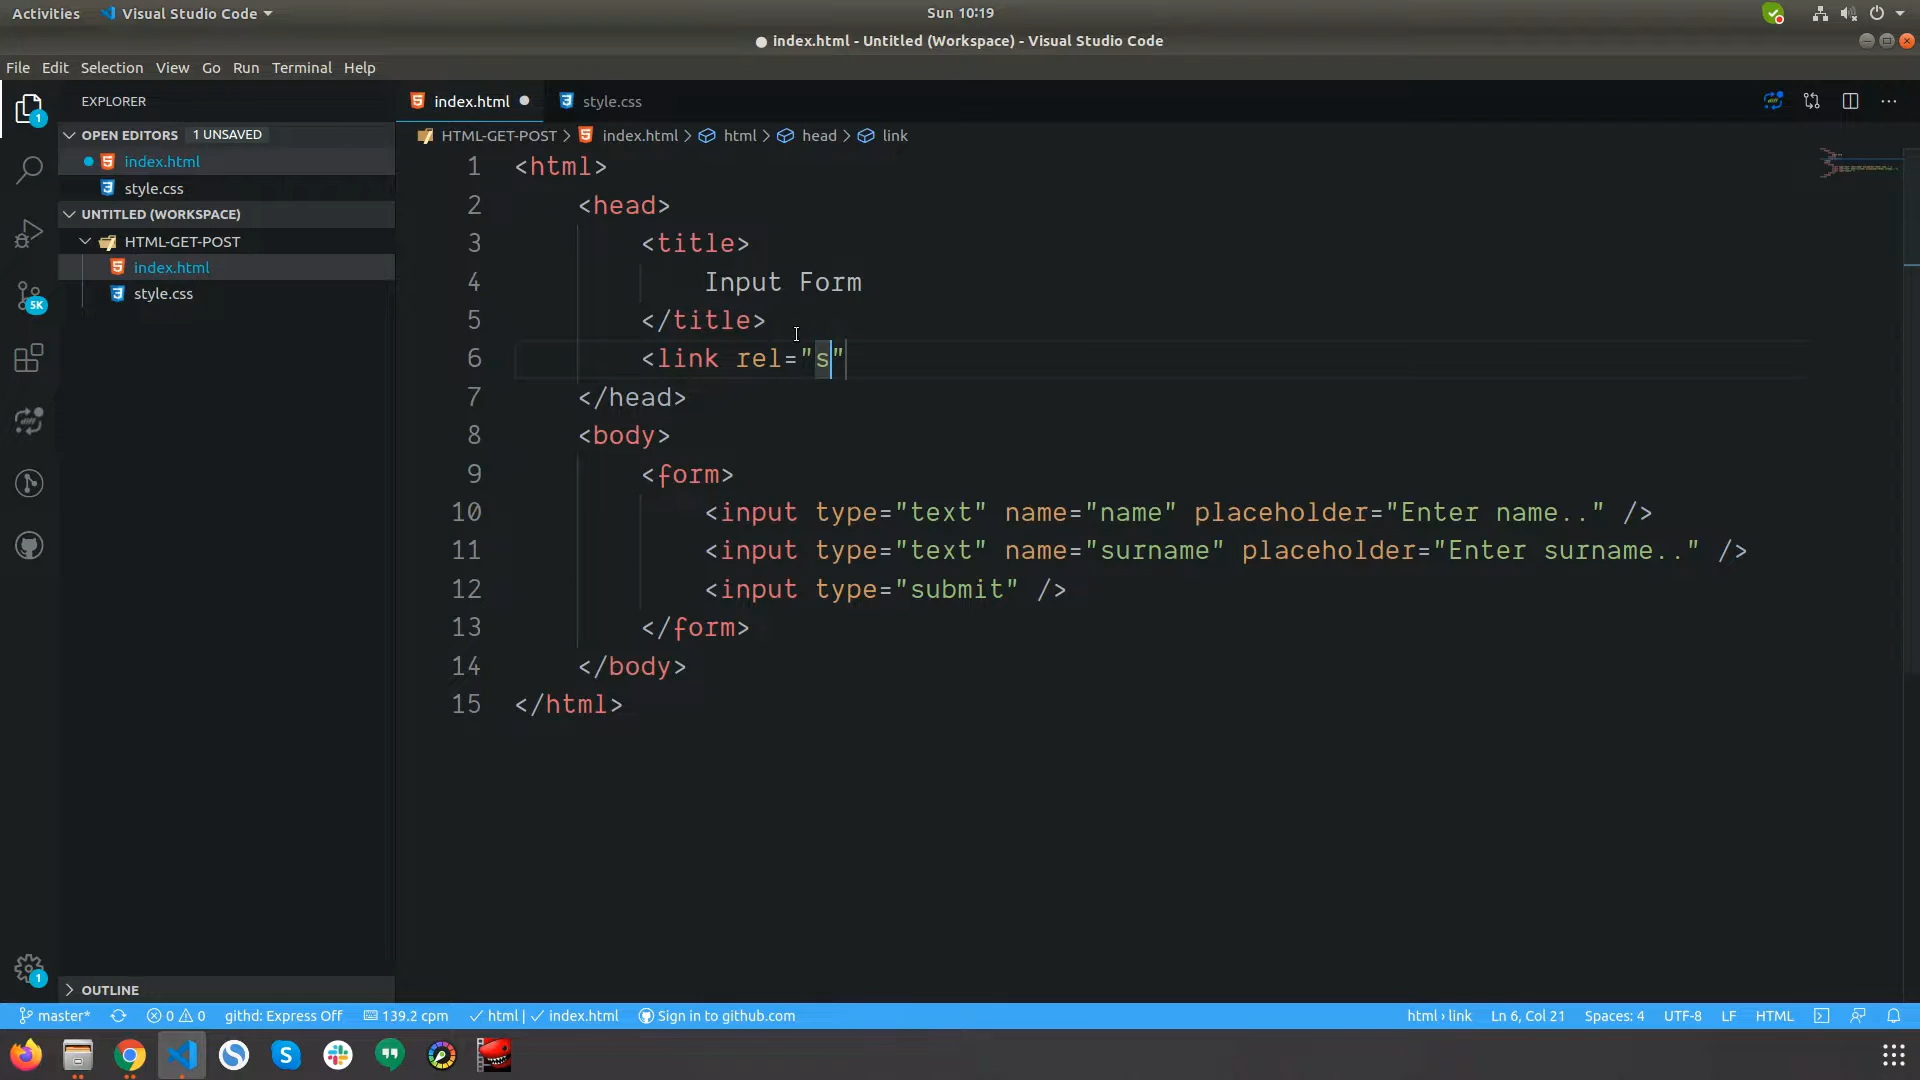 Activities Visual Studio Code Sun 10:19
index.html - Untitled (Workspace) - Visual Studio Code
File Edit Selection View Go Run Terminal Help
EXPLORER
OPEN EDITORS 1 UNSAVED
index.html
style.css
UNTITLED (WORKSPACE)
HTML-GET-POST
index.html
style.css
OUTLINE
1
5K
1
index.html style.css
HTML-GET-POST > index.html > html > head > link
1 <html>
2 <head>
3 <title>
4 Input Form
5 </title>
6 <link rel="s"
7 </head>
8 <body>
9 <form>
10 <input type="text" name="name" placeholder="Enter name.." />
11 <input type="text" name="surname" placeholder="Enter surname.." />
12 <input type="submit" />
13 </form>
14 </body>
15 </html>
master* 0 0 githd: Express Off 139.2 cpm html | index.html Sign in to github.com html › link Ln 6, Col 21 Spaces: 4 UTF-8 LF HTML